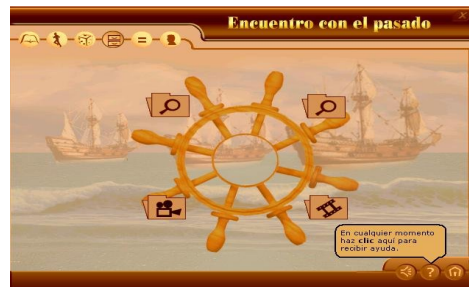 Encuentro con el pasado
En cualquier momento
haz clic aquí para
recibir ayuda.
?